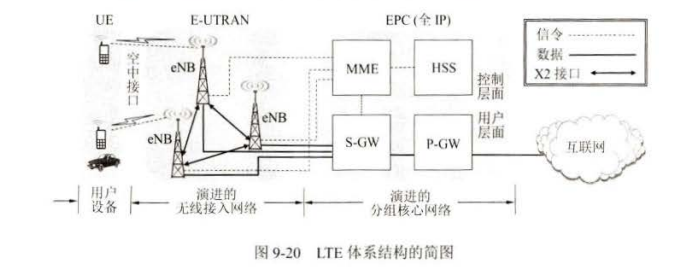 UE
E-UTRAN
EPC (全 IP)
信令
数据
X2 接口
空中接口
eNB
eNB
eNB
MME
HSS
控制
层面
用户
层面
S-GW
P-GW
互联网
用户
设备
演进的
无线接入网络
演进的
分组核心网络
图 9-20 LTE 体系结构的简图